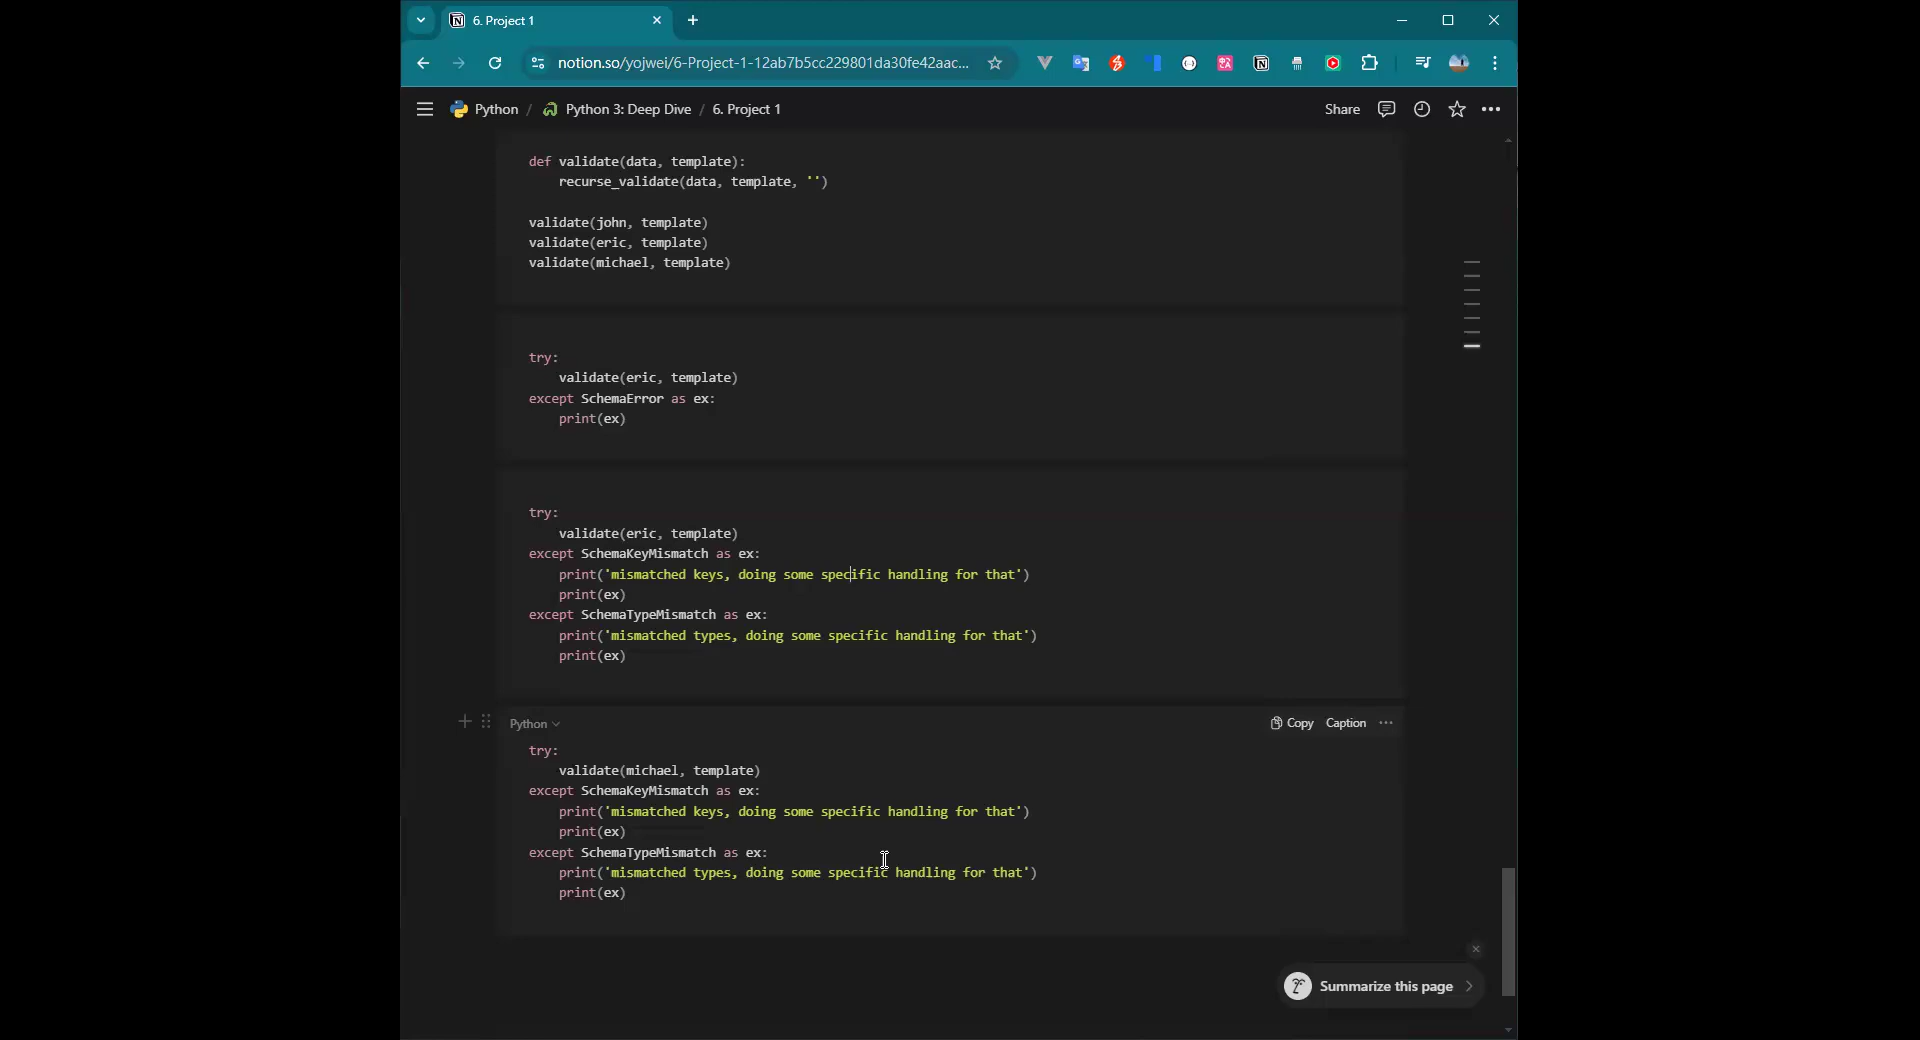 6. Project 1
notion.so/yojwei/6-Project-1-12ab7b5cc229801da30fe42aac...
Python / Python 3: Deep Dive / 6. Project 1
Share
def validate(data, template):
    recurse_validate(data, template, '')
validate(john, template)
validate(eric, template)
validate(michael, template)
try:
    validate(eric, template)
except SchemaError as ex:
    print(ex)
try:
    validate(eric, template)
except SchemaKeyMismatch as ex:
    print('mismatched keys, doing some specific handling for that')
    print(ex)
except SchemaTypeMismatch as ex:
    print('mismatched types, doing some specific handling for that')
    print(ex)
Python
Copy Caption
try:
    validate(michael, template)
except SchemaKeyMismatch as ex:
    print('mismatched keys, doing some specific handling for that')
    print(ex)
except SchemaTypeMismatch as ex:
    print('mismatched types, doing some specific handling for that')
    print(ex)
Summarize this page